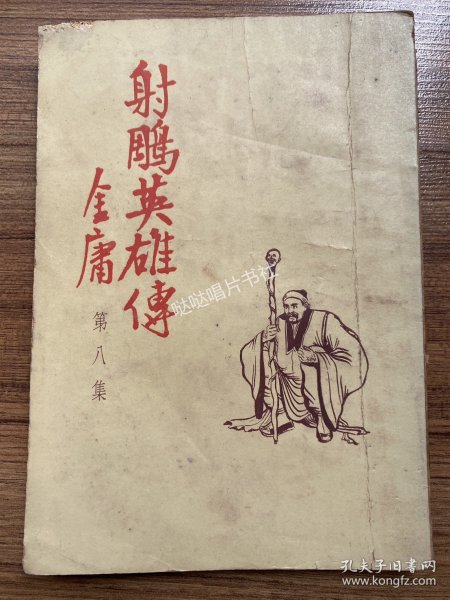 射鵰英雄傳
金庸
第八集
哒哒唱片书社
孔夫子旧书网
www.kongfz.com